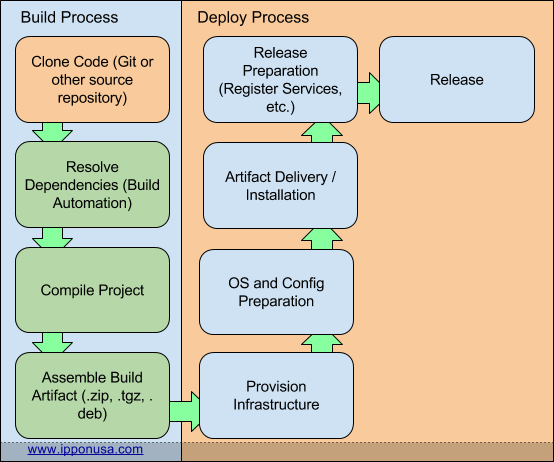 Build Process
Clone Code (Git or
other source
repository)
Resolve
Dependencies (Build
Automation)
Compile Project
Assemble Build
Artifact (.zip, .tgz, .
deb)
www.ipponusa.com
Deploy Process
Provision
Infrastructure
OS and Config
Preparation
Artifact Delivery /
Installation
Release
Preparation
(Register Services,
etc.)
Release